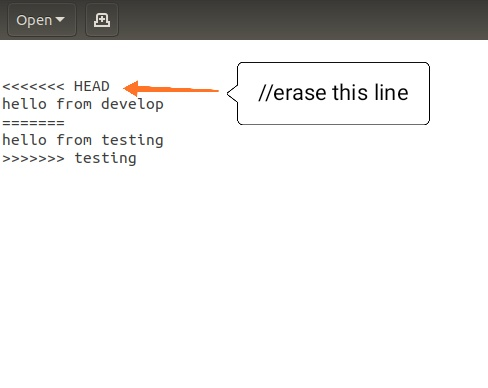 Open
<<<<<<< HEAD
//erase this line
hello from develop
=======
hello from testing
>>>>>>> testing